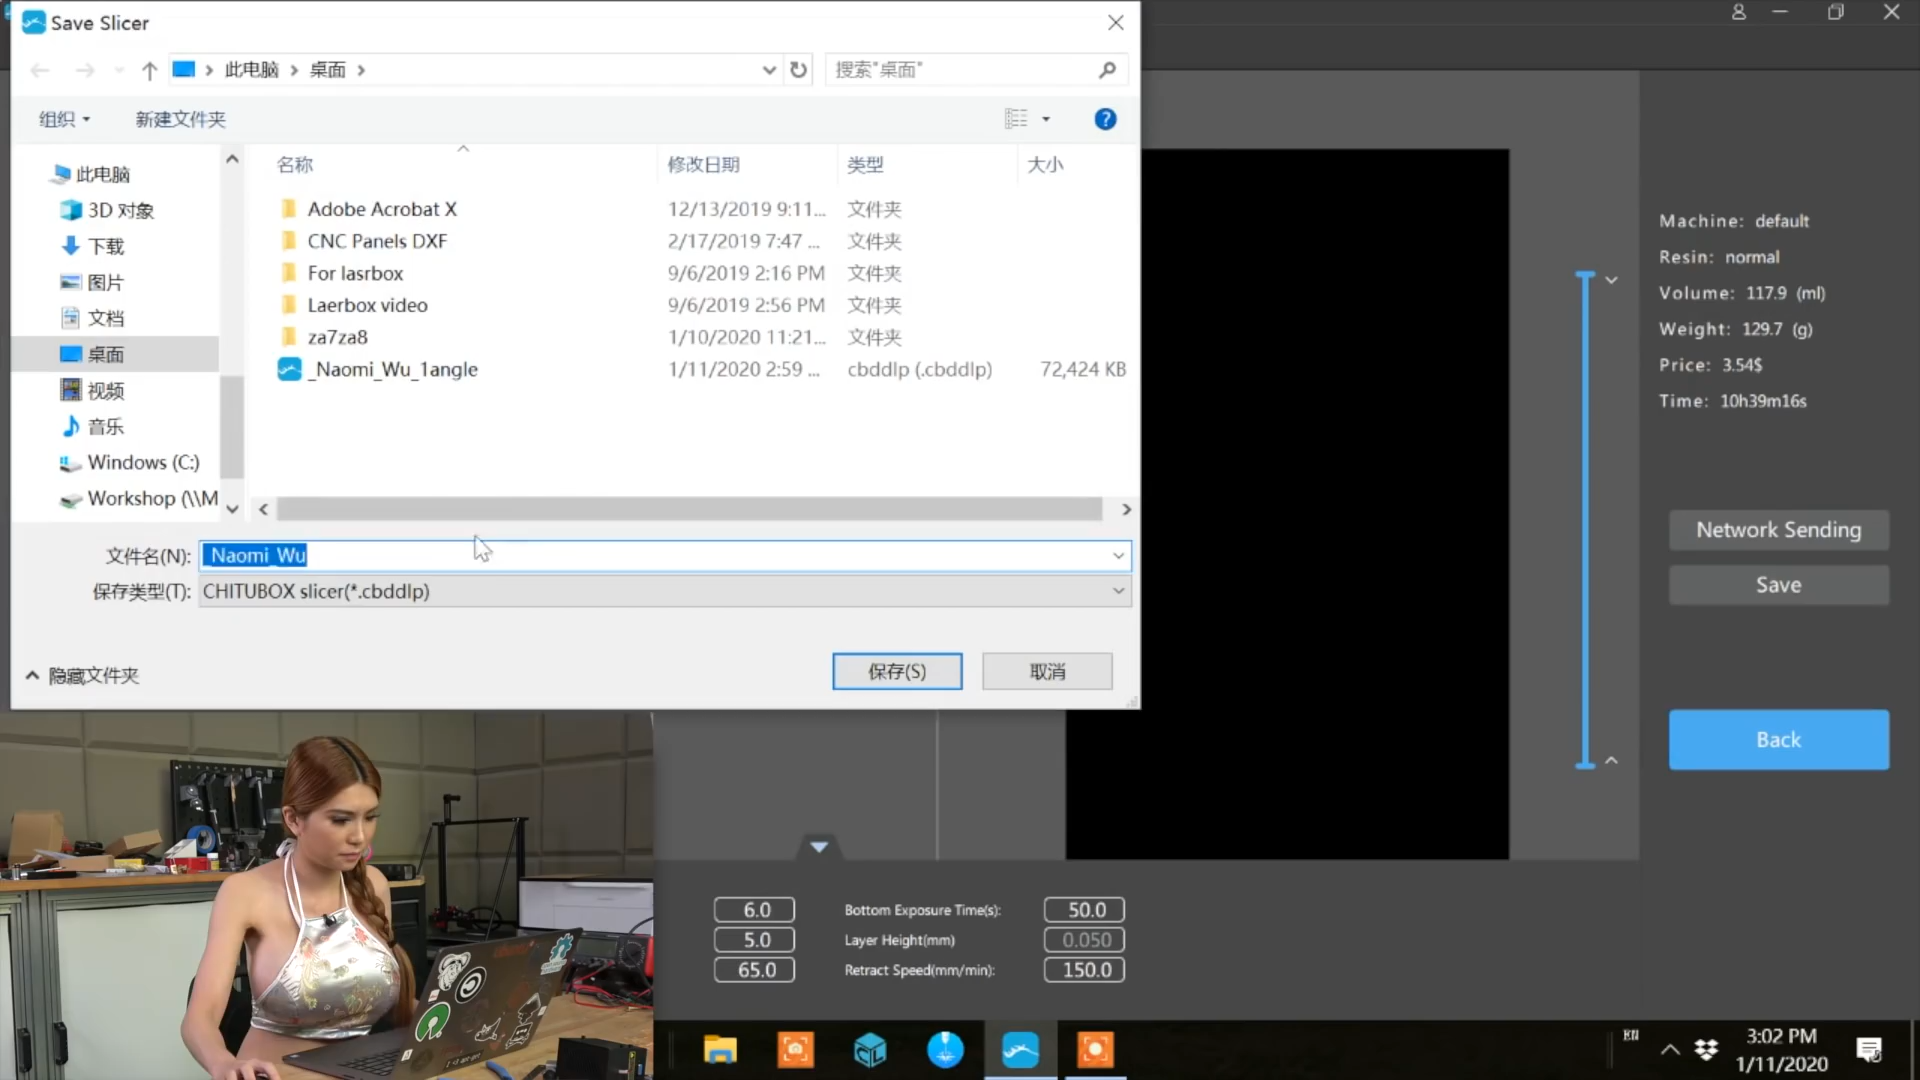 Save Slicer
此电脑
桌面
搜索"桌面"
组织
新建文件夹
?
此电脑
3D 对象
下载
图片
文档
桌面
视频
音乐
Windows (C:)
Workshop (\\M
名称 修改日期 类型 大小
Adobe Acrobat X 12/13/2019 9:11... 文件夹
CNC Panels DXF 2/17/2019 7:47 ... 文件夹
For lasrbox 9/6/2019 2:16 PM 文件夹
Laerbox video 9/6/2019 2:56 PM 文件夹
za7za8 1/10/2020 11:21... 文件夹
_Naomi_Wu_1angle 1/11/2020 2:59 ... cbddlp (.cbddlp) 72,424 KB
文件名(N): _Naomi_Wu
保存类型(T): CHITUBOX slicer(*.cbddlp)
隐藏文件夹
保存(S) 取消
Machine: default
Resin: normal
Volume: 117.9 (ml)
Weight: 129.7 (g)
Price: 3.54$
Time: 10h39m16s
Network Sending
Save
Back
6.0 Bottom Exposure Time(s): 50.0
5.0 Layer Height(mm) 0.050
65.0 Retract Speed(mm/min): 150.0
CL
EN
3:02 PM
1/11/2020